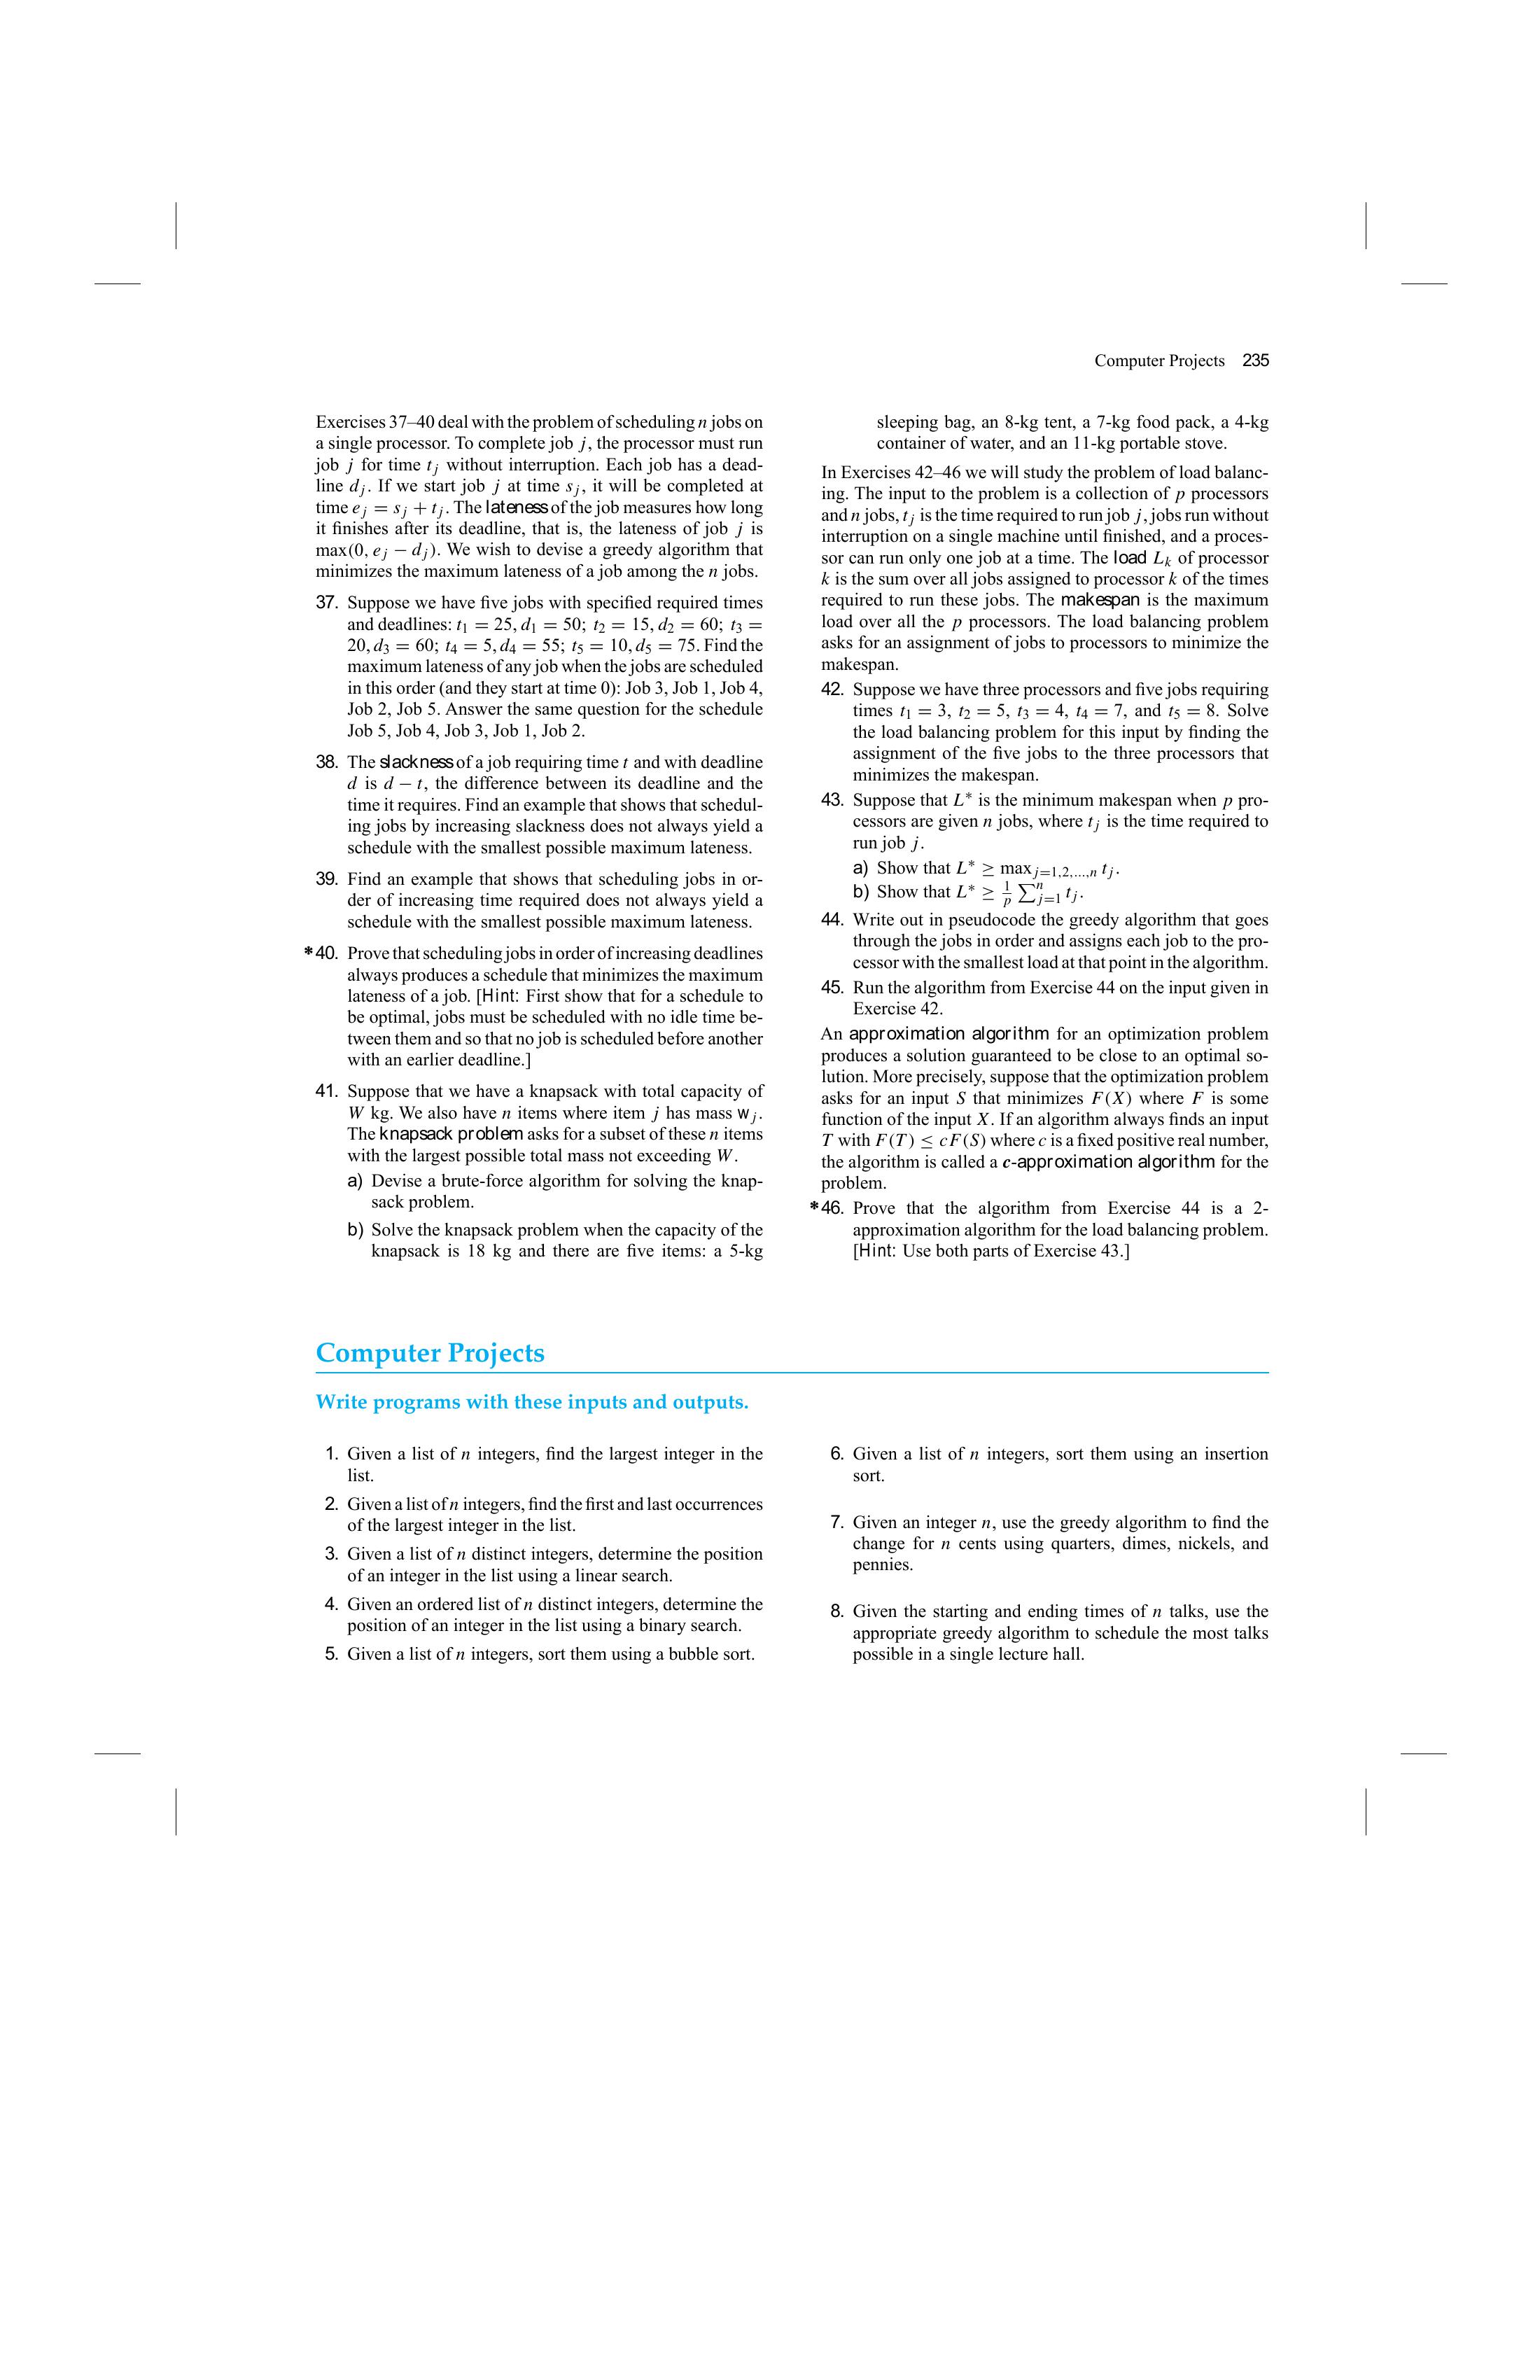 Computer Projects 235
Exercises 37–40 deal with the problem of scheduling n jobs on
a single processor. To complete job j, the processor must run
job j for time t_j without interruption. Each job has a dead-
line d_j. If we start job j at time s_j, it will be completed at
time e_j = s_j + t_j. The lateness of the job measures how long
it finishes after its deadline, that is, the lateness of job j is
max(0, e_j − d_j). We wish to devise a greedy algorithm that
minimizes the maximum lateness of a job among the n jobs.
37. Suppose we have five jobs with specified required times
and deadlines: t_1 = 25, d_1 = 50; t_2 = 15, d_2 = 60; t_3 =
20, d_3 = 60; t_4 = 5, d_4 = 55; t_5 = 10, d_5 = 75. Find the
maximum lateness of any job when the jobs are scheduled
in this order (and they start at time 0): Job 3, Job 1, Job 4,
Job 2, Job 5. Answer the same question for the schedule
Job 5, Job 4, Job 3, Job 1, Job 2.
38. The slackness of a job requiring time t and with deadline
d is d − t, the difference between its deadline and the
time it requires. Find an example that shows that schedul-
ing jobs by increasing slackness does not always yield a
schedule with the smallest possible maximum lateness.
39. Find an example that shows that scheduling jobs in or-
der of increasing time required does not always yield a
schedule with the smallest possible maximum lateness.
*40. Prove that scheduling jobs in order of increasing deadlines
always produces a schedule that minimizes the maximum
lateness of a job. [Hint: First show that for a schedule to
be optimal, jobs must be scheduled with no idle time be-
tween them and so that no job is scheduled before another
with an earlier deadline.]
41. Suppose that we have a knapsack with total capacity of
W kg. We also have n items where item j has mass w_j.
The knapsack problem asks for a subset of these n items
with the largest possible total mass not exceeding W.
a) Devise a brute-force algorithm for solving the knap-
sack problem.
b) Solve the knapsack problem when the capacity of the
knapsack is 18 kg and there are five items: a 5-kg
sleeping bag, an 8-kg tent, a 7-kg food pack, a 4-kg
container of water, and an 11-kg portable stove.
In Exercises 42–46 we will study the problem of load balanc-
ing. The input to the problem is a collection of p processors
and n jobs, t_j is the time required to run job j, jobs run without
interruption on a single machine until finished, and a proces-
sor can run only one job at a time. The load L_k of processor
k is the sum over all jobs assigned to processor k of the times
required to run these jobs. The makespan is the maximum
load over all the p processors. The load balancing problem
asks for an assignment of jobs to processors to minimize the
makespan.
42. Suppose we have three processors and five jobs requiring
times t_1 = 3, t_2 = 5, t_3 = 4, t_4 = 7, and t_5 = 8. Solve
the load balancing problem for this input by finding the
assignment of the five jobs to the three processors that
minimizes the makespan.
43. Suppose that L* is the minimum makespan when p pro-
cessors are given n jobs, where t_j is the time required to
run job j.
a) Show that L* ≥ max_{j=1,2,...,n} t_j.
b) Show that L* ≥ 1/p ∑_{j=1}^n t_j.
44. Write out in pseudocode the greedy algorithm that goes
through the jobs in order and assigns each job to the pro-
cessor with the smallest load at that point in the algorithm.
45. Run the algorithm from Exercise 44 on the input given in
Exercise 42.
An approximation algorithm for an optimization problem
produces a solution guaranteed to be close to an optimal so-
lution. More precisely, suppose that the optimization problem
asks for an input S that minimizes F(X) where F is some
function of the input X. If an algorithm always finds an input
T with F(T) ≤ cF(S) where c is a fixed positive real number,
the algorithm is called a c-approximation algorithm for the
problem.
*46. Prove that the algorithm from Exercise 44 is a 2-
approximation algorithm for the load balancing problem.
[Hint: Use both parts of Exercise 43.]
Computer Projects
Write programs with these inputs and outputs.
1. Given a list of n integers, find the largest integer in the
list.
2. Given a list of n integers, find the first and last occurrences
of the largest integer in the list.
3. Given a list of n distinct integers, determine the position
of an integer in the list using a linear search.
4. Given an ordered list of n distinct integers, determine the
position of an integer in the list using a binary search.
5. Given a list of n integers, sort them using a bubble sort.
6. Given a list of n integers, sort them using an insertion
sort.
7. Given an integer n, use the greedy algorithm to find the
change for n cents using quarters, dimes, nickels, and
pennies.
8. Given the starting and ending times of n talks, use the
appropriate greedy algorithm to schedule the most talks
possible in a single lecture hall.